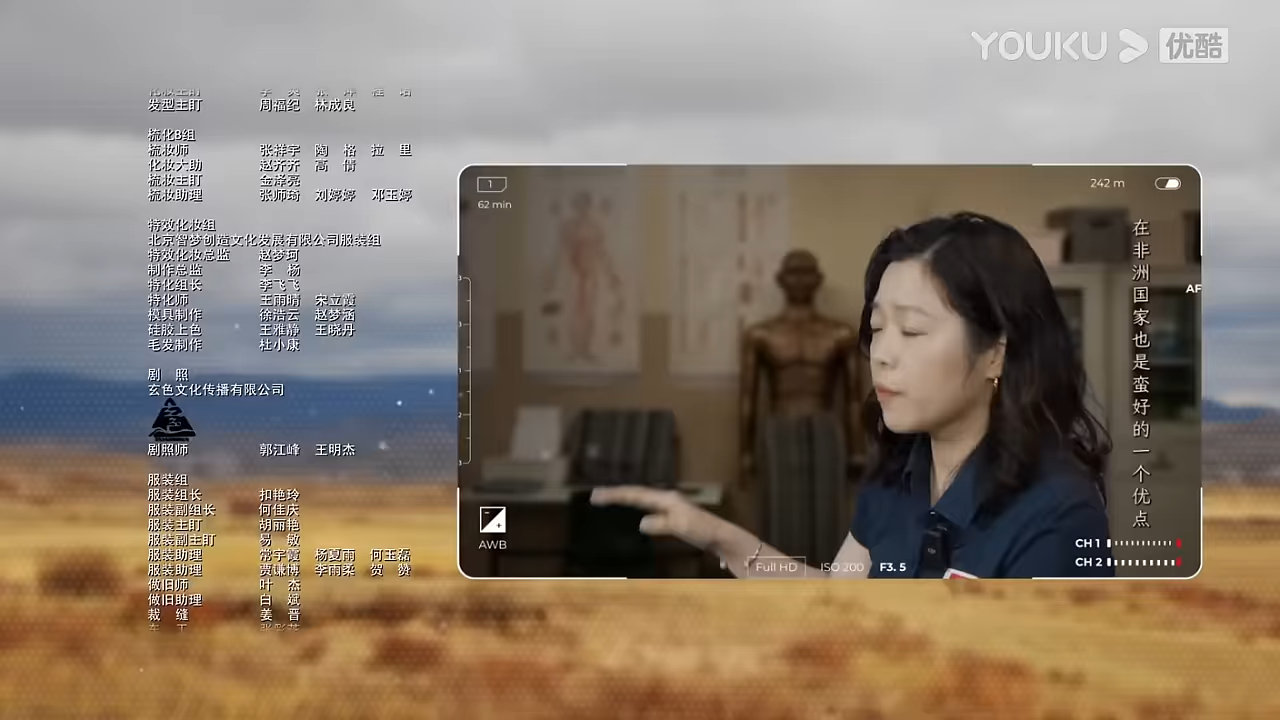 YOUKU 优酷
发型主盯 周福纪 林成良
梳化B组
梳妆师 张祥宇 陶 格 拉 里
化妆大助 赵芥芥 高 倩
梳妆主盯 金泽亮
梳妆助理 张师琦 刘婷婷 邓玉婷
特效化妆组
北京智梦创造文化发展有限公司服装组
特效化妆总监 赵梦珂
制作总监 李 杨
特化组长 李飞飞
特化师 王雨晴 宋立霞
模具制作 徐浩云 赵梦涵
硅胶上色 王雅静 王晓丹
毛发制作 杜小康
剧 照
玄色文化传播有限公司
剧照师 郭江峰 王明杰
服装组
服装组长 扣艳玲
服装副组长 何佳庆
服装主盯 胡丽艳
服装副主盯 易 敏
服装助理 常宇霞 杨夏雨 何玉磊
服装助理 贾谦博 李雨桀 贺 赞
做旧师 叶 杰
做旧助理 白 斌
裁 缝 姜 晋
1
62 min
242 m
在非洲国家也是蛮好的一个优点
AF
AWB
Full HD ISO 200 F3. 5
CH 1
CH 2